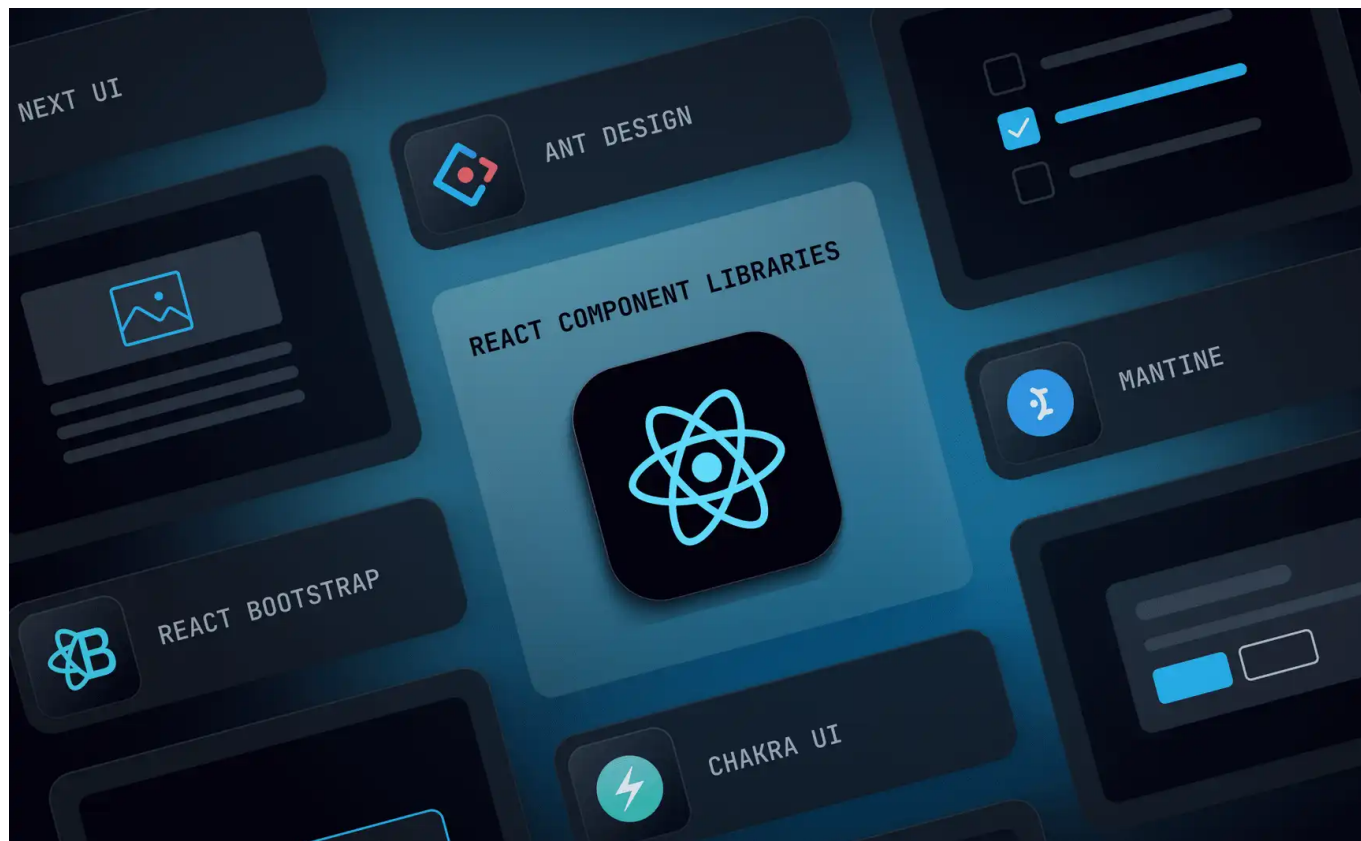 NEXT UI
ANT DESIGN
REACT COMPONENT LIBRARIES
MANTINE
REACT BOOTSTRAP
B
CHAKRA UI